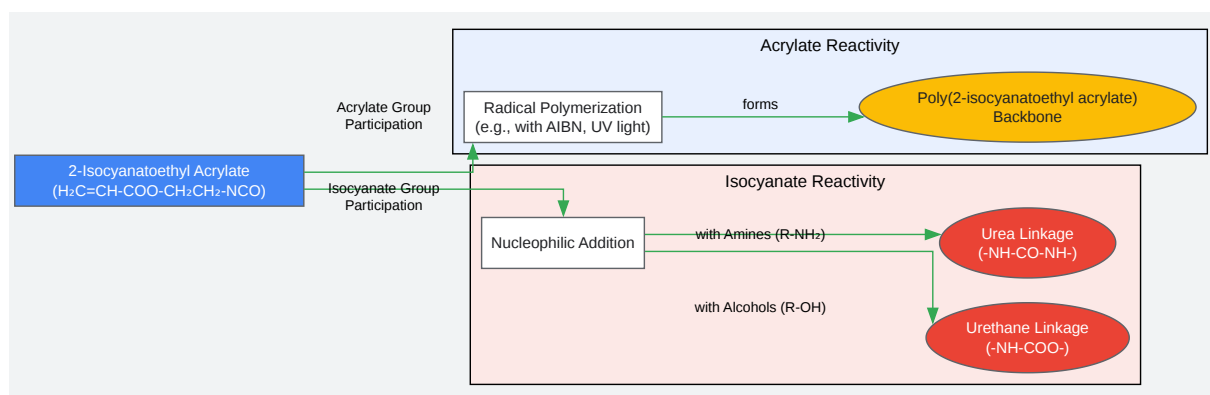 Acrylate Reactivity
Acrylate Group
Participation
Radical Polymerization
(e.g., with AIBN, UV light)
forms
Poly(2-isocyanatoethyl acrylate)
Backbone
2-Isocyanatoethyl Acrylate
(H₂C=CH-COO-CH₂CH₂-NCO)
Isocyanate Group
Participation
Isocyanate Reactivity
Nucleophilic Addition
with Amines (R-NH₂)
Urea Linkage
(-NH-CO-NH-)
with Alcohols (R-OH)
Urethane Linkage
(-NH-COO-)